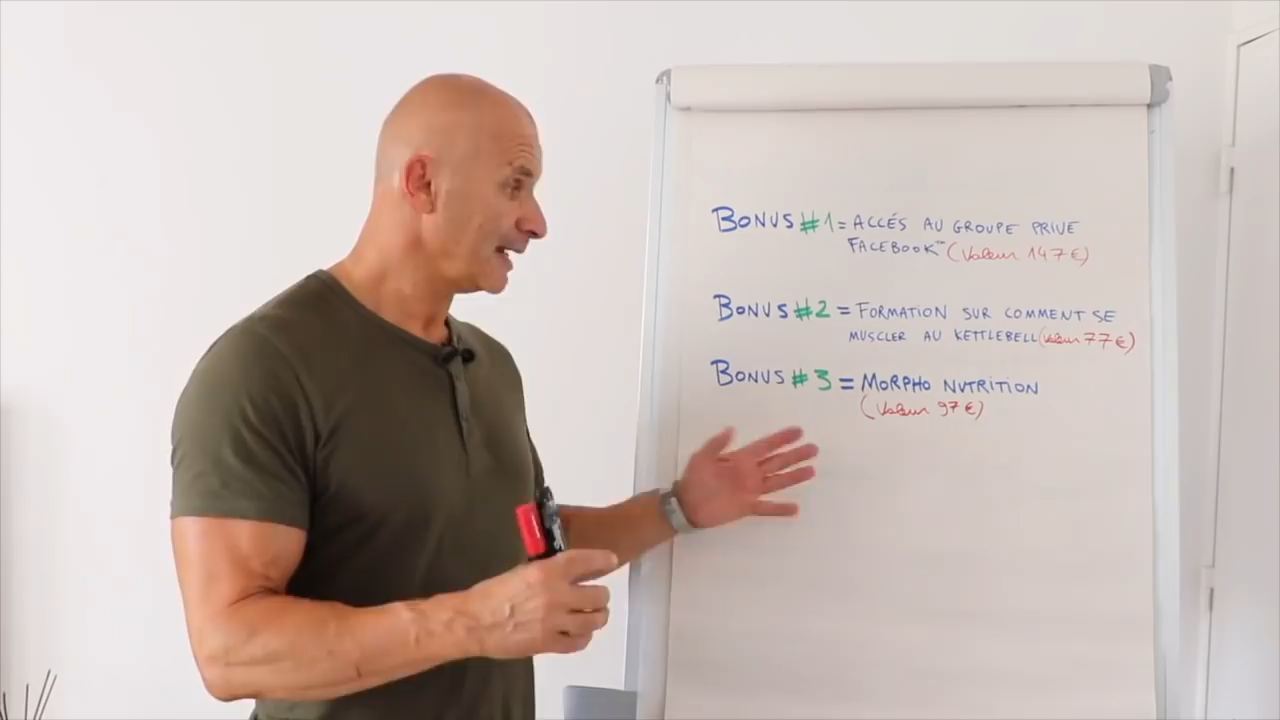 BONUS #1 = ACCÉS AU GROUPE PRIVE
FACEBOOK™ (Valeur 147 €)
BONUS #2 = FORMATION SUR COMMENT SE
MUSCLER AU KETTLEBELL (Valeur 77 €)
BONUS #3 = MORPHO NUTRITION
(Valeur 97 €)